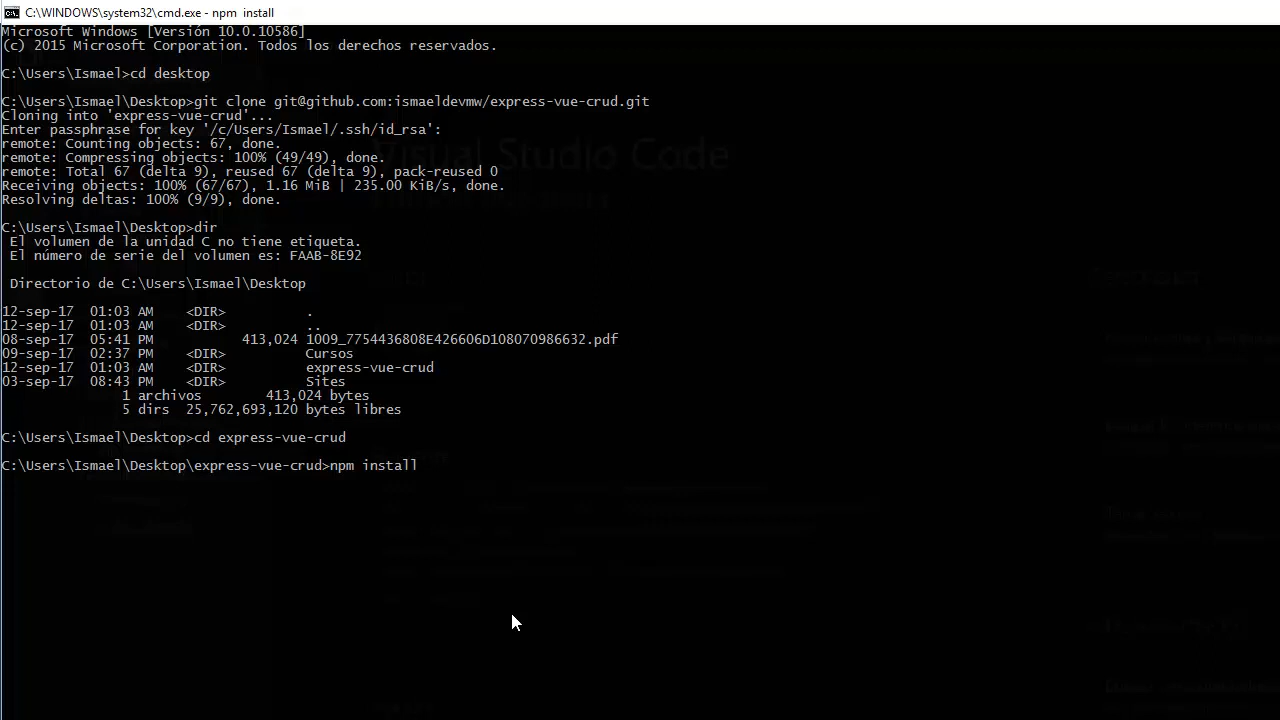 C:\WINDOWS\system32\cmd.exe - npm  install
Microsoft Windows [Versión 10.0.10586]
(c) 2015 Microsoft Corporation. Todos los derechos reservados.
C:\Users\Ismael>cd desktop
C:\Users\Ismael\Desktop>git clone git@github.com:ismaeldevmw/express-vue-crud.git
Cloning into 'express-vue-crud'...
Enter passphrase for key '/c/Users/Ismael/.ssh/id_rsa':
remote: Counting objects: 67, done.
remote: Compressing objects: 100% (49/49), done.
remote: Total 67 (delta 9), reused 67 (delta 9), pack-reused 0
Receiving objects: 100% (67/67), 1.16 MiB | 235.00 KiB/s, done.
Resolving deltas: 100% (9/9), done.
C:\Users\Ismael\Desktop>dir
El volumen de la unidad C no tiene etiqueta.
El número de serie del volumen es: FAAB-8E92
Directorio de C:\Users\Ismael\Desktop
12-sep-17  01:03 AM    <DIR>          .
12-sep-17  01:03 AM    <DIR>          ..
08-sep-17  05:41 PM           413,024 1009_7754436808E426606D108070986632.pdf
09-sep-17  02:37 PM    <DIR>          Cursos
12-sep-17  01:03 AM    <DIR>          express-vue-crud
03-sep-17  08:43 PM    <DIR>          Sites
1 archivos        413,024 bytes
5 dirs  25,762,693,120 bytes libres
C:\Users\Ismael\Desktop>cd express-vue-crud
C:\Users\Ismael\Desktop\express-vue-crud>npm install
Visual Studio Code